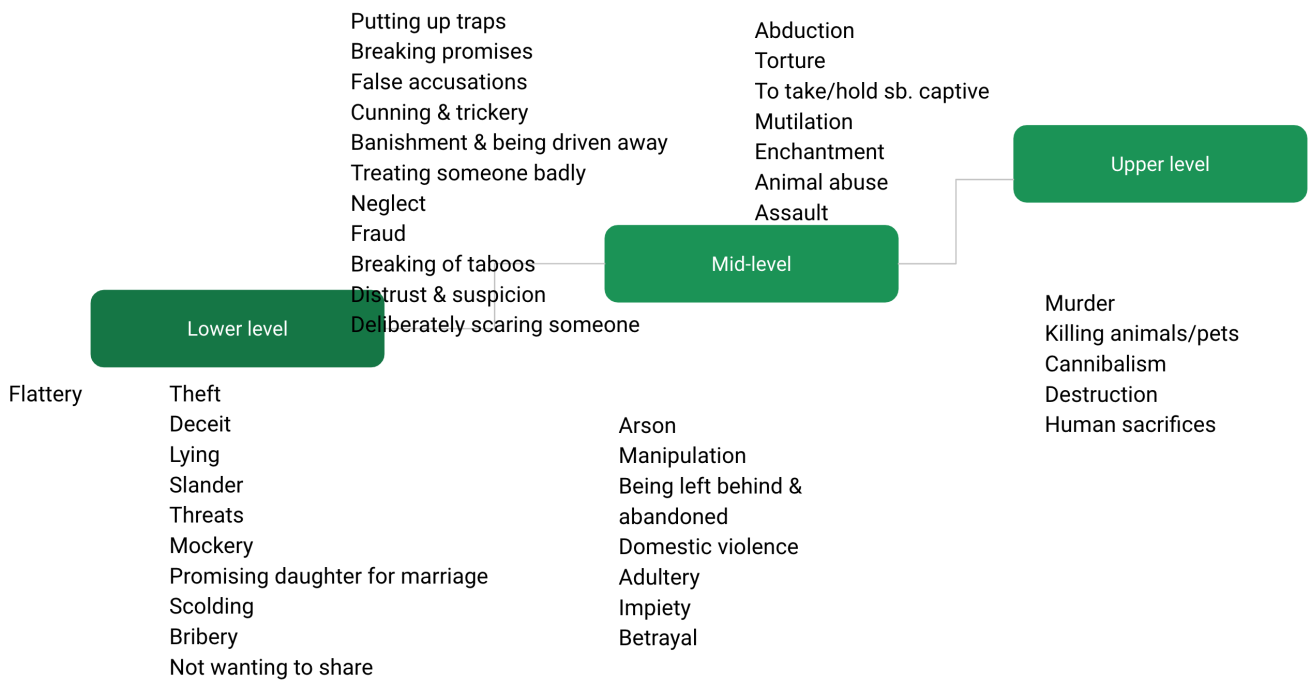 Putting up traps
Breaking promises
False accusations
Cunning & trickery
Banishment & being driven away
Treating someone badly
Neglect
Fraud
Breaking of taboos
Distrust & suspicion
Deliberately scaring someone
Abduction
Torture
To take/hold sb. captive
Mutilation
Enchantment
Animal abuse
Assault
Upper level
Mid-level
Lower level
Flattery
Theft
Deceit
Lying
Slander
Threats
Mockery
Promising daughter for marriage
Scolding
Bribery
Not wanting to share
Arson
Manipulation
Being left behind &
abandoned
Domestic violence
Adultery
Impiety
Betrayal
Murder
Killing animals/pets
Cannibalism
Destruction
Human sacrifices